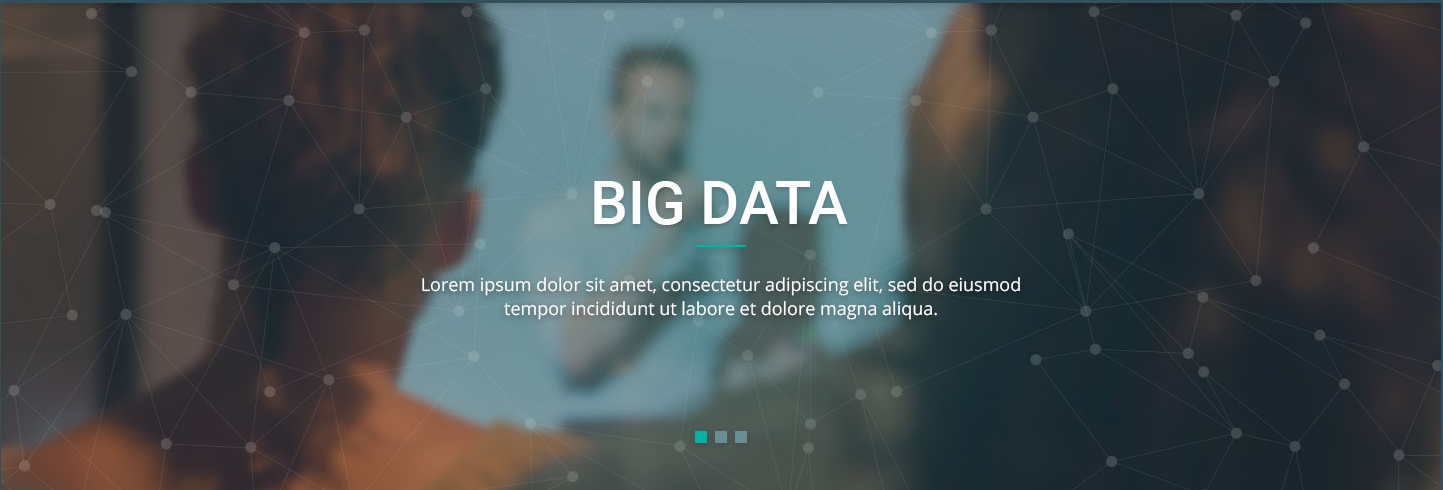 BIG DATA
Lorem ipsum dolor sit amet, consectetur adipiscing elit, sed do eiusmod
tempor incididunt ut labore et dolore magna aliqua.